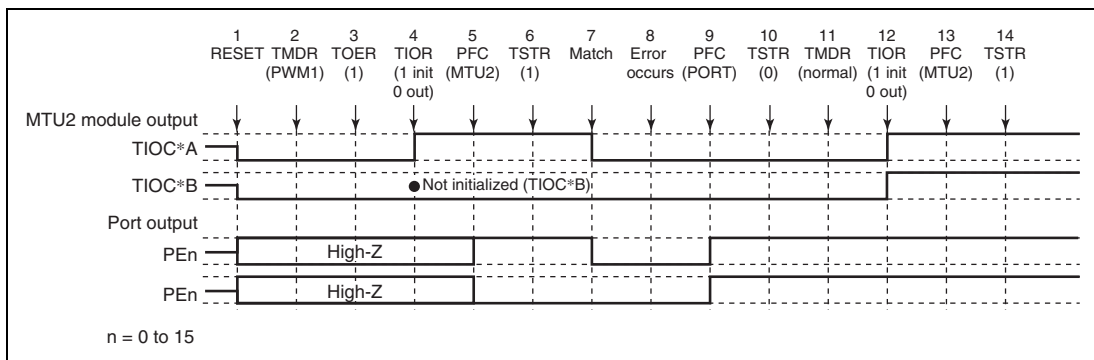 1 2 3 4 5 6 7 8 9 10 11 12 13 14
RESET TMDR TOER TIOR PFC TSTR Match Error PFC TSTR TMDR TIOR PFC TSTR
(PWM1) (1) (1 init (MTU2) (1) occurs (PORT) (0) (normal) (1 init (MTU2) (1)
0 out) 0 out)
MTU2 module output
TIOC*A
TIOC*B ● Not initialized (TIOC*B)
Port output
PEn High-Z
PEn High-Z
n = 0 to 15